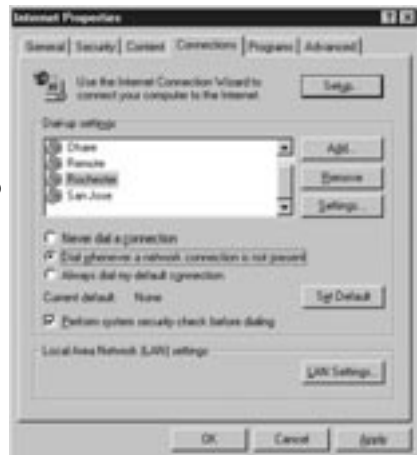 Internet Properties
General Security Content Connections Programs Advanced
Use the Internet Connection Wizard to
connect your computer to the Internet.
Setup
Dial-up settings
Ohare
Remote
Rochester
San Jose
Add...
Remove
Settings...
Never dial a connection
Dial whenever a network connection is not present
Always dial my default connection
Current default: None
Set Default
Perform system security check before dialing
Local Area Network (LAN) settings
LAN Settings...
OK Cancel Apply